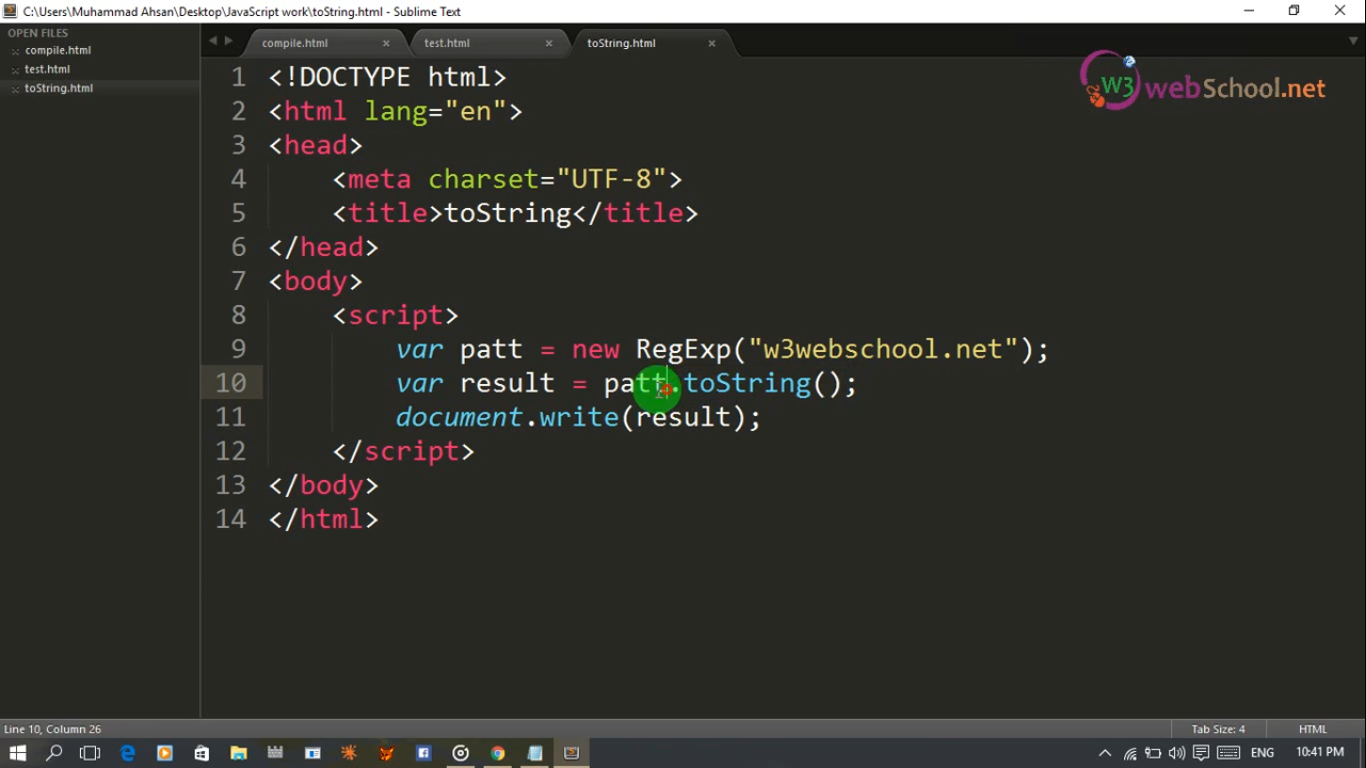 C:\Users\Muhammad Ahsan\Desktop\JavaScript work\toString.html - Sublime Text
OPEN FILES
compile.html
test.html
toString.html
compile.html test.html toString.html
W3 webSchool.net
1 <!DOCTYPE html>
2 <html lang="en">
3 <head>
4 <meta charset="UTF-8">
5 <title>toString</title>
6 </head>
7 <body>
8 <script>
9 var patt = new RegExp("w3webschool.net");
10 var result = patt.toString();
11 document.write(result);
12 </script>
13 </body>
14 </html>
Line 10, Column 26 Tab Size: 4 HTML
ENG 10:41 PM